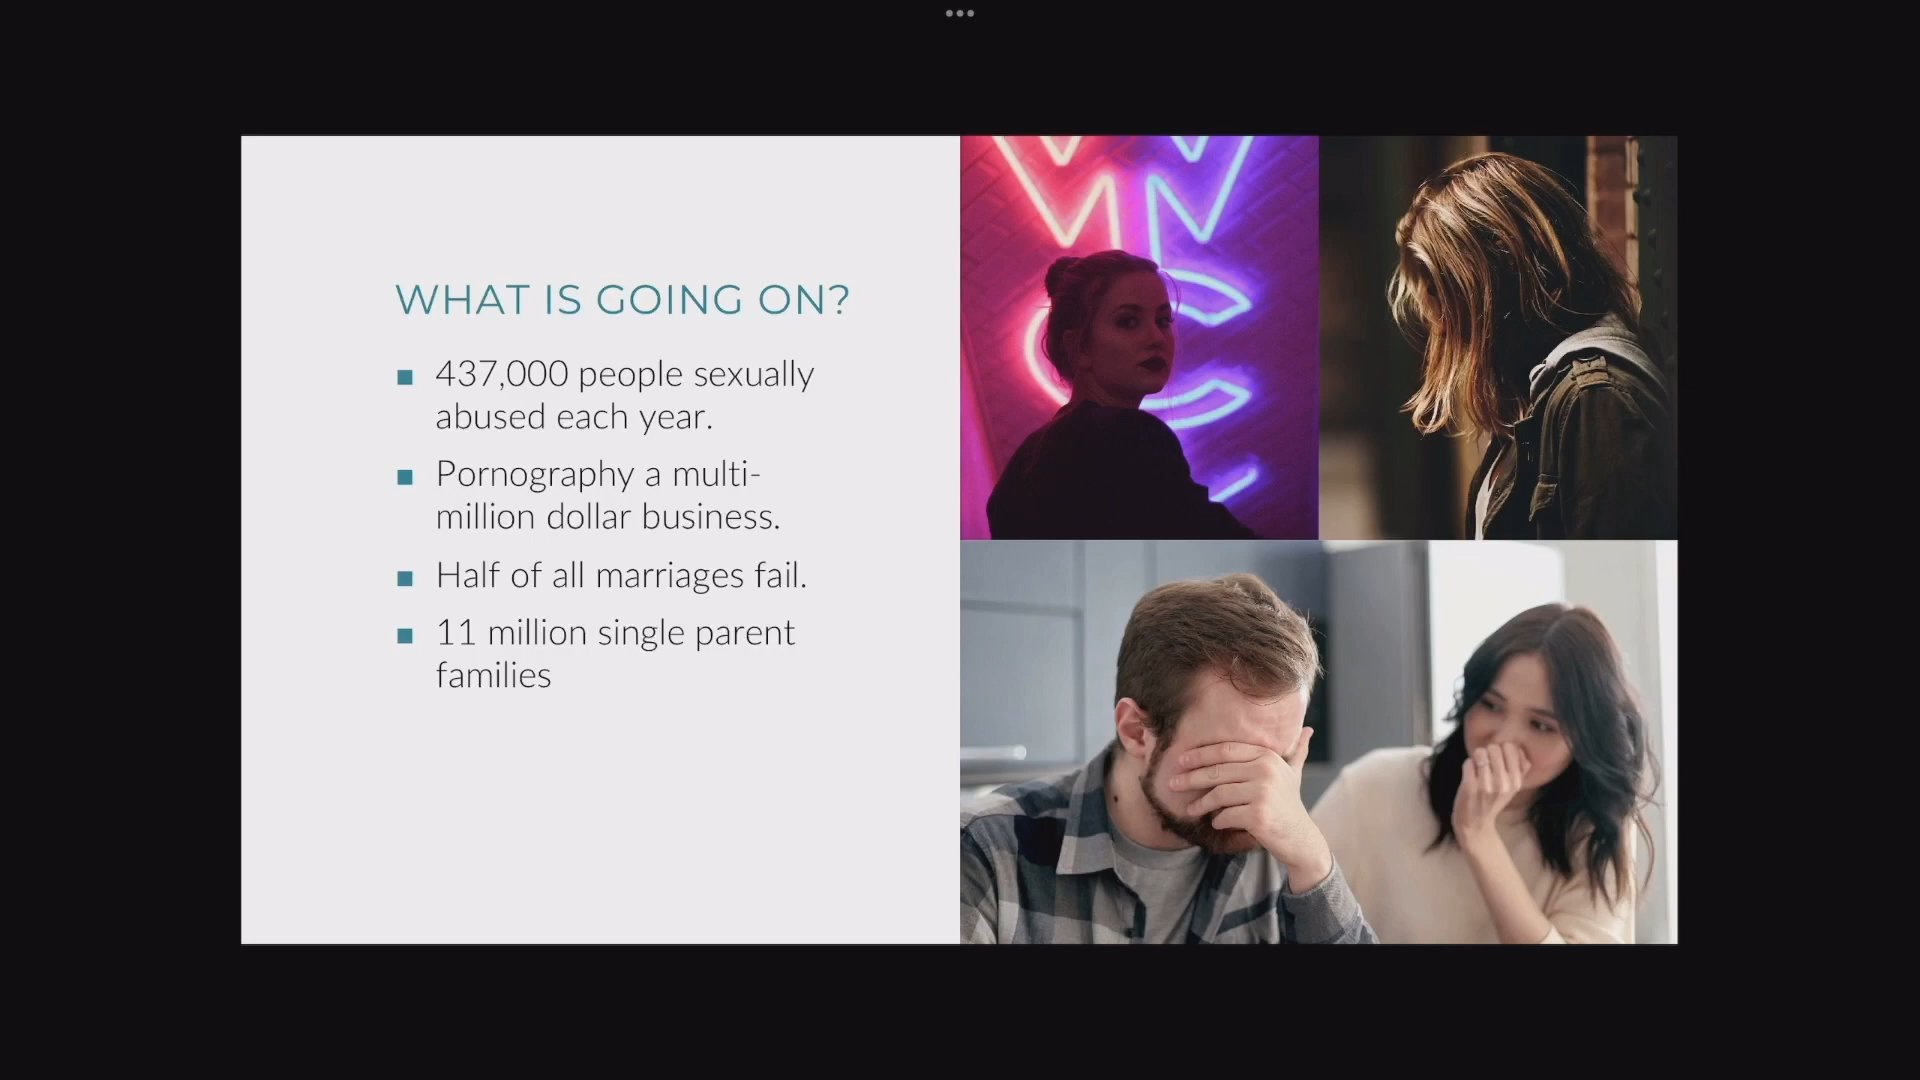 WHAT IS GOING ON?
437,000 people sexually
abused each year.
Pornography a multi-
million dollar business.
Half of all marriages fail.
11 million single parent
families